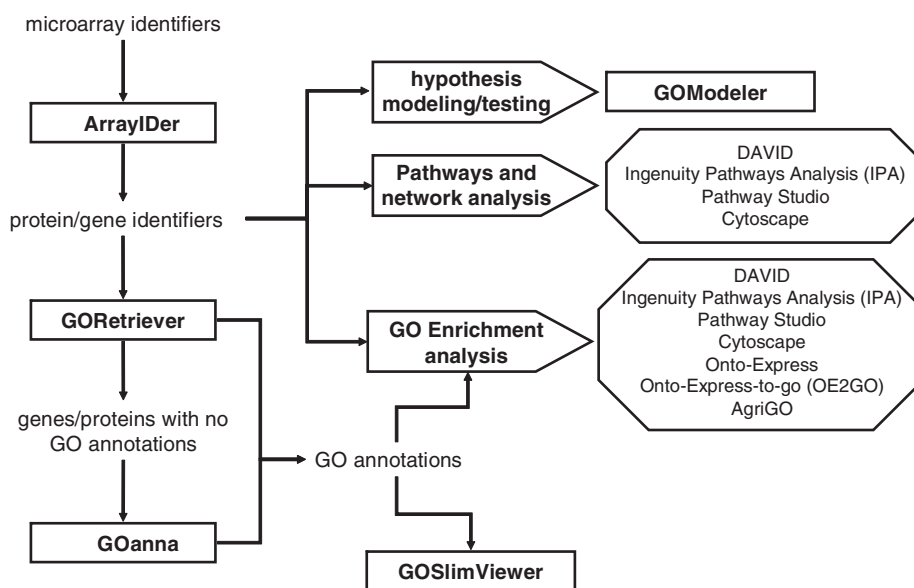 microarray identifiers
ArrayIDer
protein/gene identifiers
GORetriever
genes/proteins with no
GO annotations
GOanna
GO annotations
hypothesis
modeling/testing
GOModeler
Pathways and
network analysis
DAVID
Ingenuity Pathways Analysis (IPA)
Pathway Studio
Cytoscape
GO Enrichment
analysis
DAVID
Ingenuity Pathways Analysis (IPA)
Pathway Studio
Cytoscape
Onto-Express
Onto-Express-to-go (OE2GO)
AgriGO
GOSlimViewer